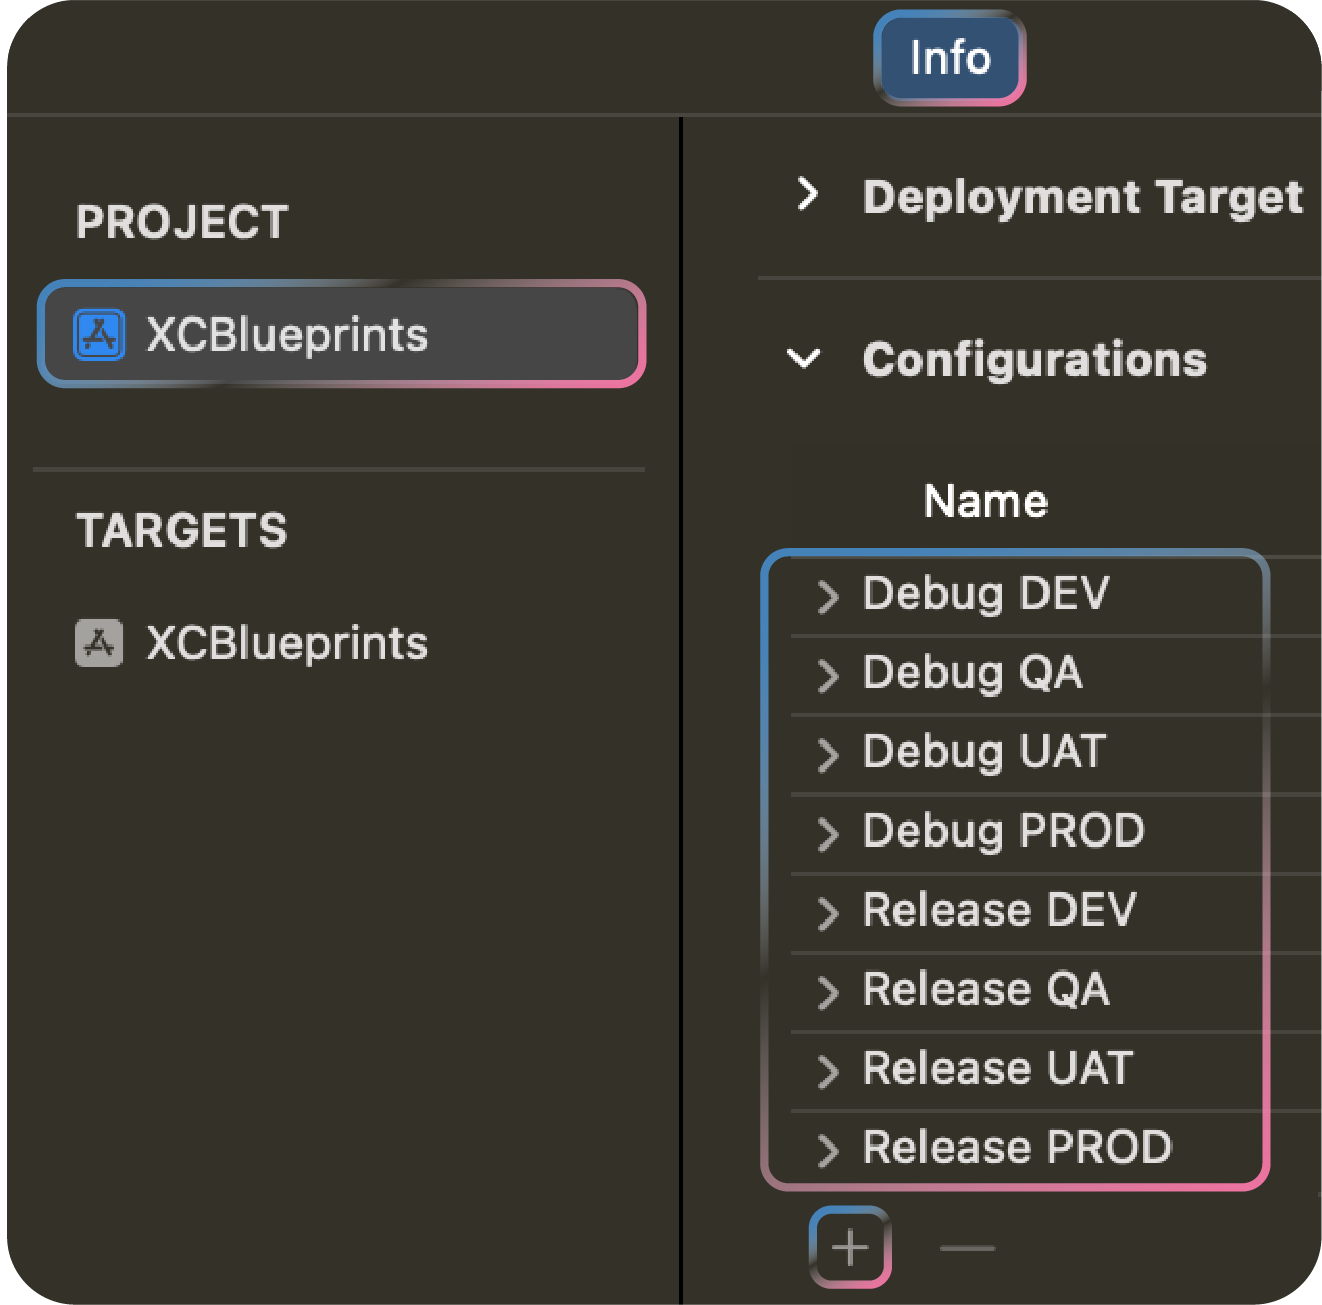 Info
PROJECT
XCBlueprints
TARGETS
XCBlueprints
Deployment Target
Configurations
Name
Debug DEV
Debug QA
Debug UAT
Debug PROD
Release DEV
Release QA
Release UAT
Release PROD